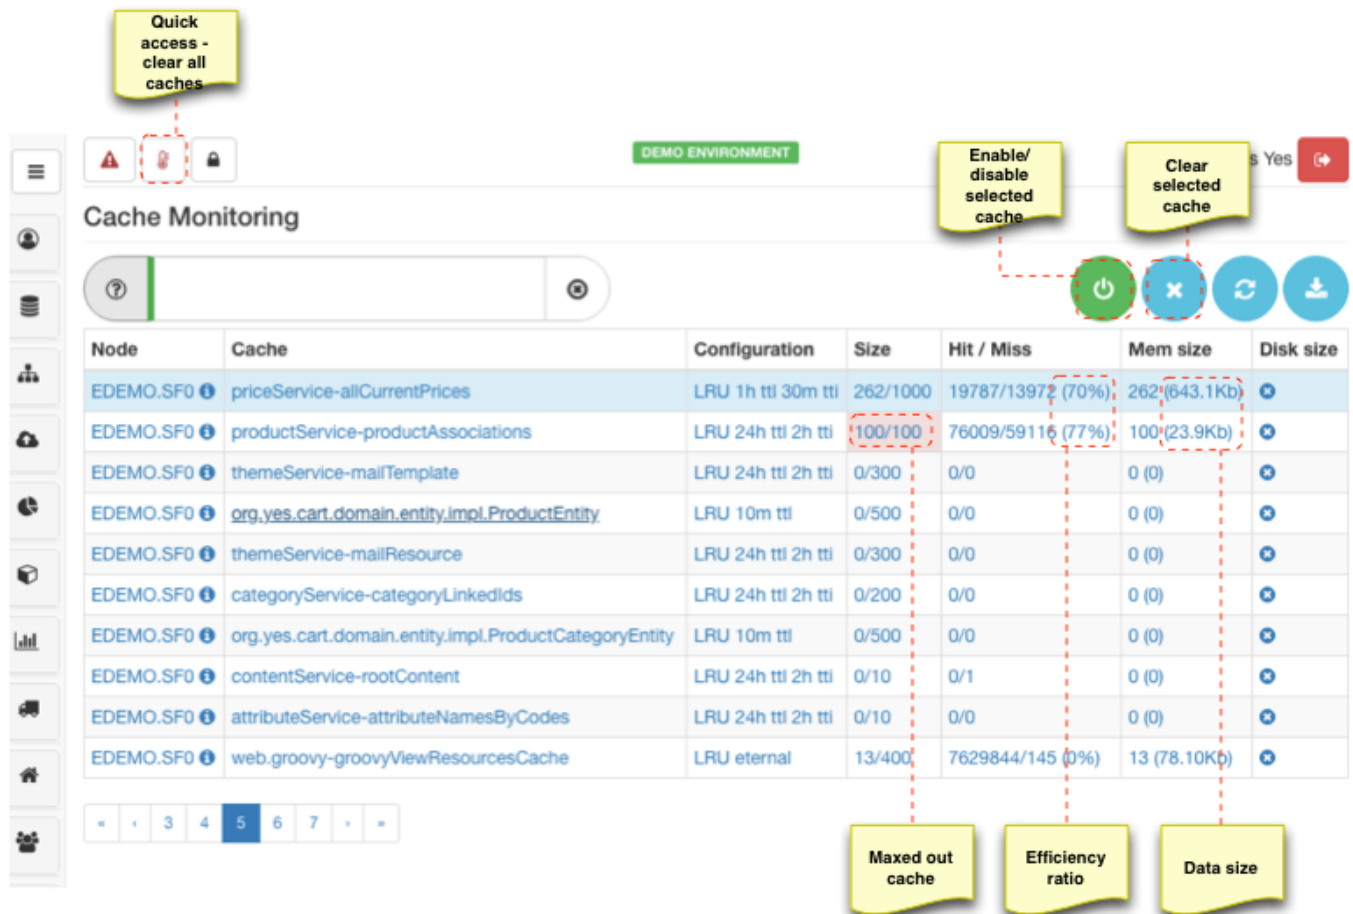 Quick
access -
clear all
caches
DEMO ENVIRONMENT
Enable/
disable
selected
cache
Clear
selected
cache
s Yes
Cache Monitoring
Node Cache Configuration Size Hit / Miss Mem size Disk size
EDEMO.SF0 priceService-allCurrentPrices LRU 1h ttl 30m tti 262/1000 19787/13972 (70%) 262 (643.1Kb)
EDEMO.SF0 productService-productAssociations LRU 24h ttl 2h tti 100/100 76009/59116 (77%) 100 (23.9Kb)
EDEMO.SF0 themeService-mailTemplate LRU 24h ttl 2h tti 0/300 0/0 0 (0)
EDEMO.SF0 org.yes.cart.domain.entity.impl.ProductEntity LRU 10m ttl 0/500 0/0 0 (0)
EDEMO.SF0 themeService-mailResource LRU 24h ttl 2h tti 0/300 0/0 0 (0)
EDEMO.SF0 categoryService-categoryLinkedIds LRU 24h ttl 2h tti 0/200 0/0 0 (0)
EDEMO.SF0 org.yes.cart.domain.entity.impl.ProductCategoryEntity LRU 10m ttl 0/500 0/0 0 (0)
EDEMO.SF0 contentService-rootContent LRU 24h ttl 2h tti 0/10 0/1 0 (0)
EDEMO.SF0 attributeService-attributeNamesByCodes LRU 24h ttl 2h tti 0/10 0/0 0 (0)
EDEMO.SF0 web.groovy-groovyViewResourcesCache LRU eternal 13/400 7629844/145 (0%) 13 (78.10Kb)
« ‹ 3 4 5 6 7 › »
Maxed out
cache
Efficiency
ratio
Data size